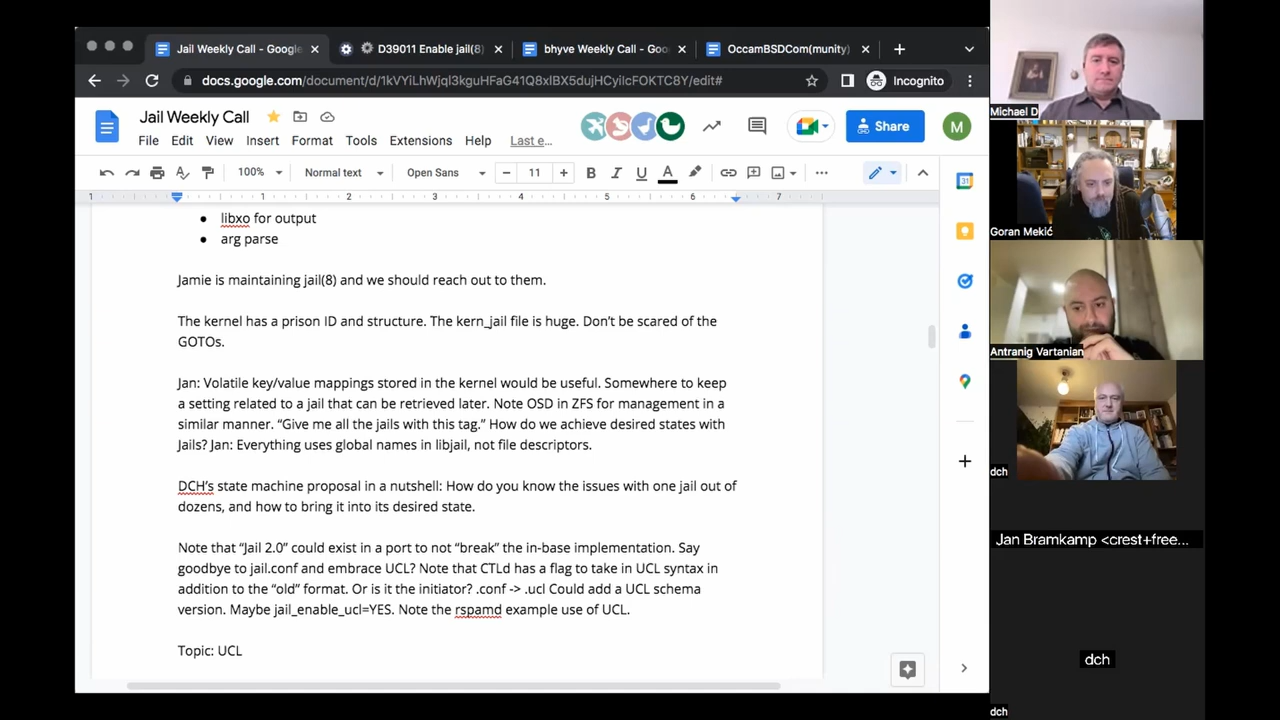 Jail Weekly Call - Google
D39011 Enable jail(8)
bhyve Weekly Call - Goo
OccamBSDCom(munity)
docs.google.com/document/d/1kVYiLhWjqI3kguHFaG41Q8xIBX5dujHCyilcFOKTC8Y/edit#
Incognito
Jail Weekly Call
File Edit View Insert Format Tools Extensions Help Last e...
Share
M
100% Normal text Open Sans 11 B I U A
1 1 2 3 4 5 6 7
libxo for output
arg parse
Jamie is maintaining jail(8) and we should reach out to them.
The kernel has a prison ID and structure. The kern_jail file is huge. Don't be scared of the
GOTOs.
Jan: Volatile key/value mappings stored in the kernel would be useful. Somewhere to keep
a setting related to a jail that can be retrieved later. Note OSD in ZFS for management in a
similar manner. “Give me all the jails with this tag.” How do we achieve desired states with
Jails? Jan: Everything uses global names in libjail, not file descriptors.
DCH's state machine proposal in a nutshell: How do you know the issues with one jail out of
dozens, and how to bring it into its desired state.
Note that “Jail 2.0” could exist in a port to not “break” the in-base implementation. Say
goodbye to jail.conf and embrace UCL? Note that CTLd has a flag to take in UCL syntax in
addition to the “old” format. Or is it the initiator? .conf -> .ucl Could add a UCL schema
version. Maybe jail_enable_ucl=YES. Note the rspamd example use of UCL.
Topic: UCL
31
Michael D
Goran Mekić
Antranig Vartanian
dch
Jan Bramkamp <crest+free...
dch
dch